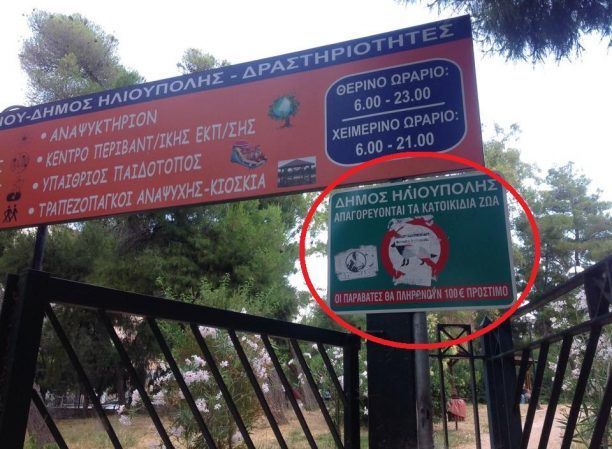 ΙΟΥ-ΔΗΜΟΣ ΗΛΙΟΥΠΟΛΗΣ - ΔΡΑΣΤΗΡΙΟΤΗΤΕΣ
• ΑΝΑΨΥΚΤΗΡΙΟΝ
• ΚΕΝΤΡΟ ΠΕΡΙΒΑΝΤ/ΙΚΗΣ ΕΚΠ/ΣΗΣ
• ΥΠΑΙΘΡΙΟΣ ΠΑΙΔΟΤΟΠΟΣ
• ΤΡΑΠΕΖΟΠΑΓΚΟΙ ΑΝΑΨΥΧΗΣ-ΚΙΟΣΚΙΑ
ΘΕΡΙΝΟ ΩΡΑΡΙΟ:
6.00 - 23.00
ΧΕΙΜΕΡΙΝΟ ΩΡΑΡΙΟ:
6.00 - 21.00
ΔΗΜΟΣ ΗΛΙΟΥΠΟΛΗΣ
ΑΠΑΓΟΡΕΥΟΝΤΑΙ ΤΑ ΚΑΤΟΙΚΙΔΙΑ ΖΩΑ
ΟΙ ΠΑΡΑΒΑΤΕΣ ΘΑ ΠΛΗΡΩΝΟΥΝ 100 € ΠΡΟΣΤΙΜΟ